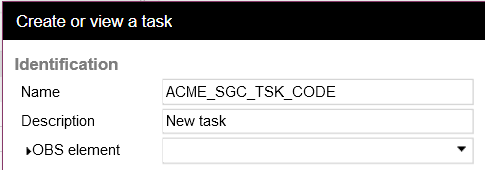 Create or view a task
Identification
Name ACME_SGC_TSK_CODE
Description New task
OBS element